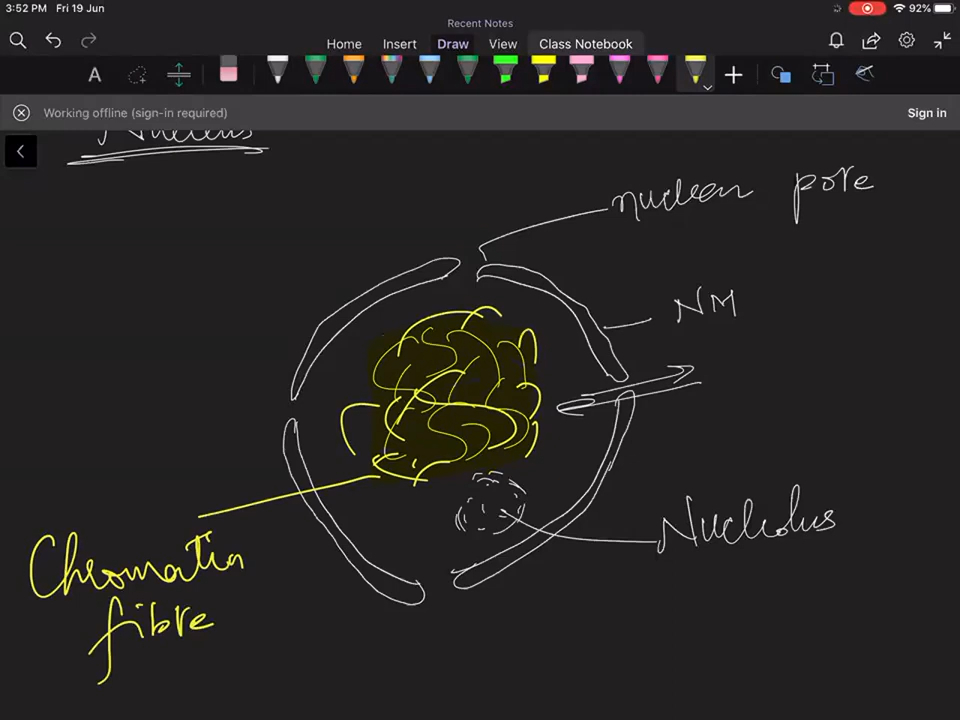 3:52 PM Fri 19 Jun
92%
Recent Notes
Home Insert Draw View Class Notebook
A
Working offline (sign-in required)
Sign in
Nucleus
nuclear pore
NM
Nucleolus
Chromatin
fibre